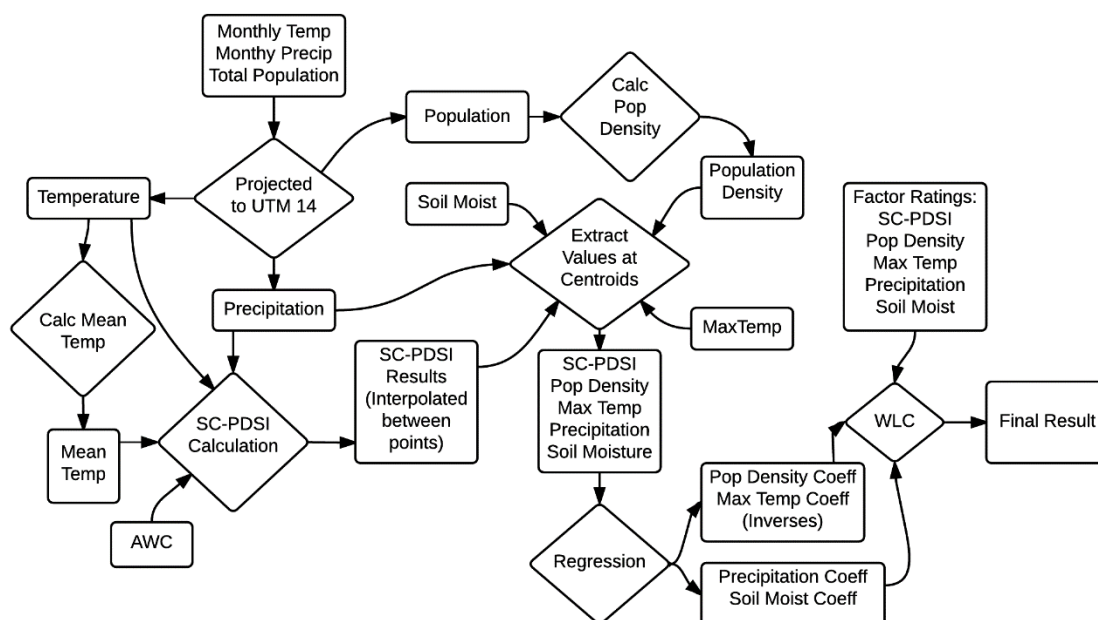 Monthly Temp
Monthy Precip
Total Population
Population
Calc
Pop
Density
Population
Density
Temperature
Projected
to UTM 14
Soil Moist
Extract
Values at
Centroids
Factor Ratings:
SC-PDSI
Pop Density
Max Temp
Precipitation
Soil Moist
Precipitation
Calc Mean
Temp
MaxTemp
SC-PDSI
Results
(Interpolated
between
points)
SC-PDSI
Pop Density
Max Temp
Precipitation
Soil Moisture
SC-PDSI
Calculation
Mean
Temp
WLC
Final Result
AWC
Pop Density Coeff
Max Temp Coeff
(Inverses)
Regression
Precipitation Coeff
Soil Moist Coeff